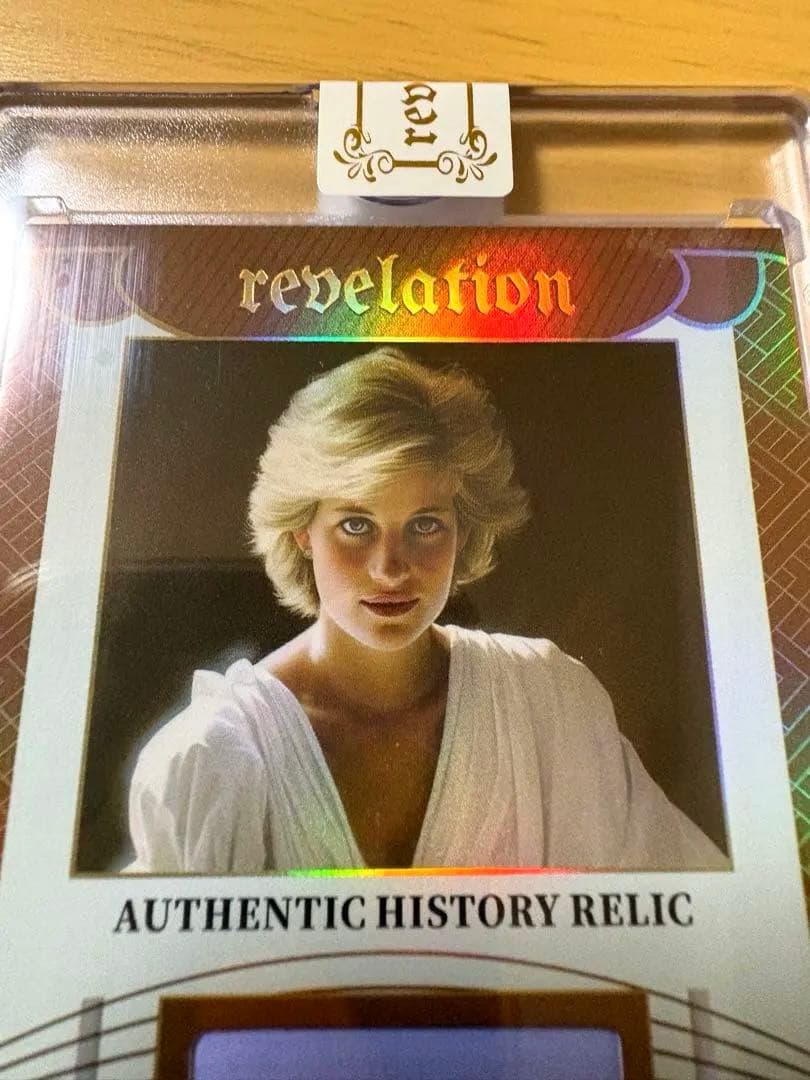 rev
revelation
AUTHENTIC HISTORY RELIC